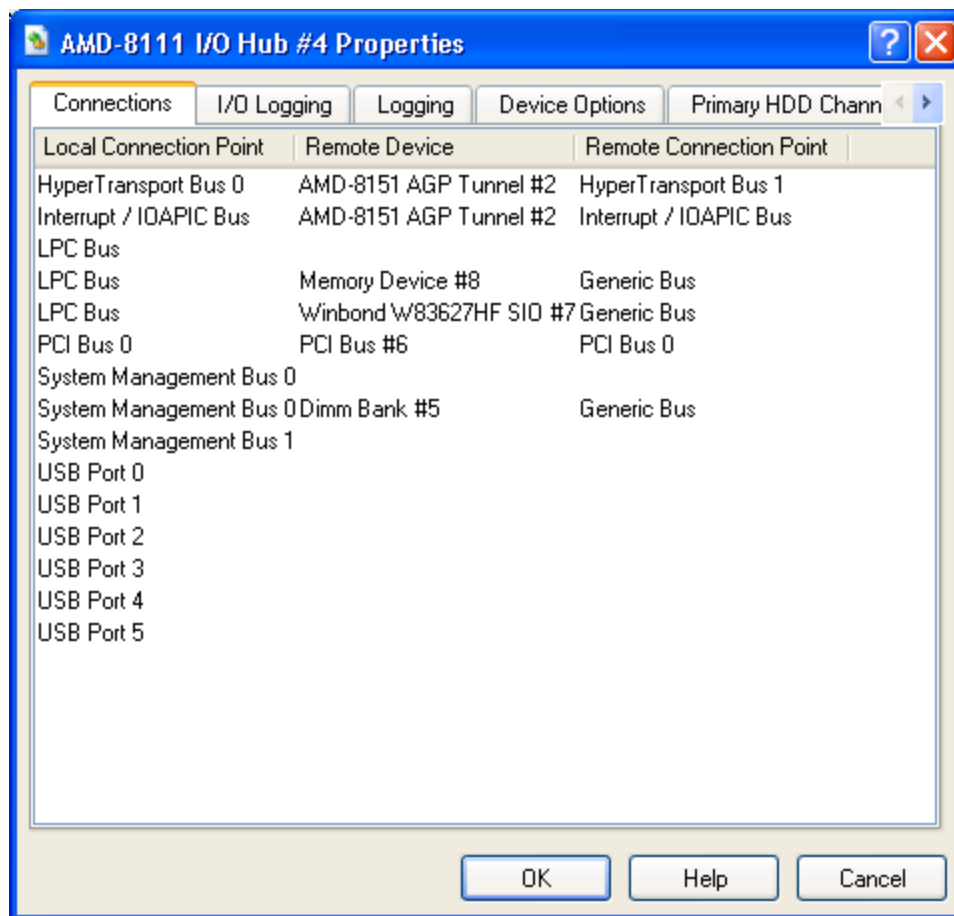 AMD-8111 I/O Hub #4 Properties
Connections I/O Logging Logging Device Options Primary HDD Chann
Local Connection Point Remote Device Remote Connection Point
HyperTransport Bus 0 AMD-8151 AGP Tunnel #2 HyperTransport Bus 1
Interrupt / IOAPIC Bus AMD-8151 AGP Tunnel #2 Interrupt / IOAPIC Bus
LPC Bus
LPC Bus Memory Device #8 Generic Bus
LPC Bus Winbond W83627HF SIO #7 Generic Bus
PCI Bus 0 PCI Bus #6 PCI Bus 0
System Management Bus 0
System Management Bus 0 Dimm Bank #5 Generic Bus
System Management Bus 1
USB Port 0
USB Port 1
USB Port 2
USB Port 3
USB Port 4
USB Port 5
OK Help Cancel